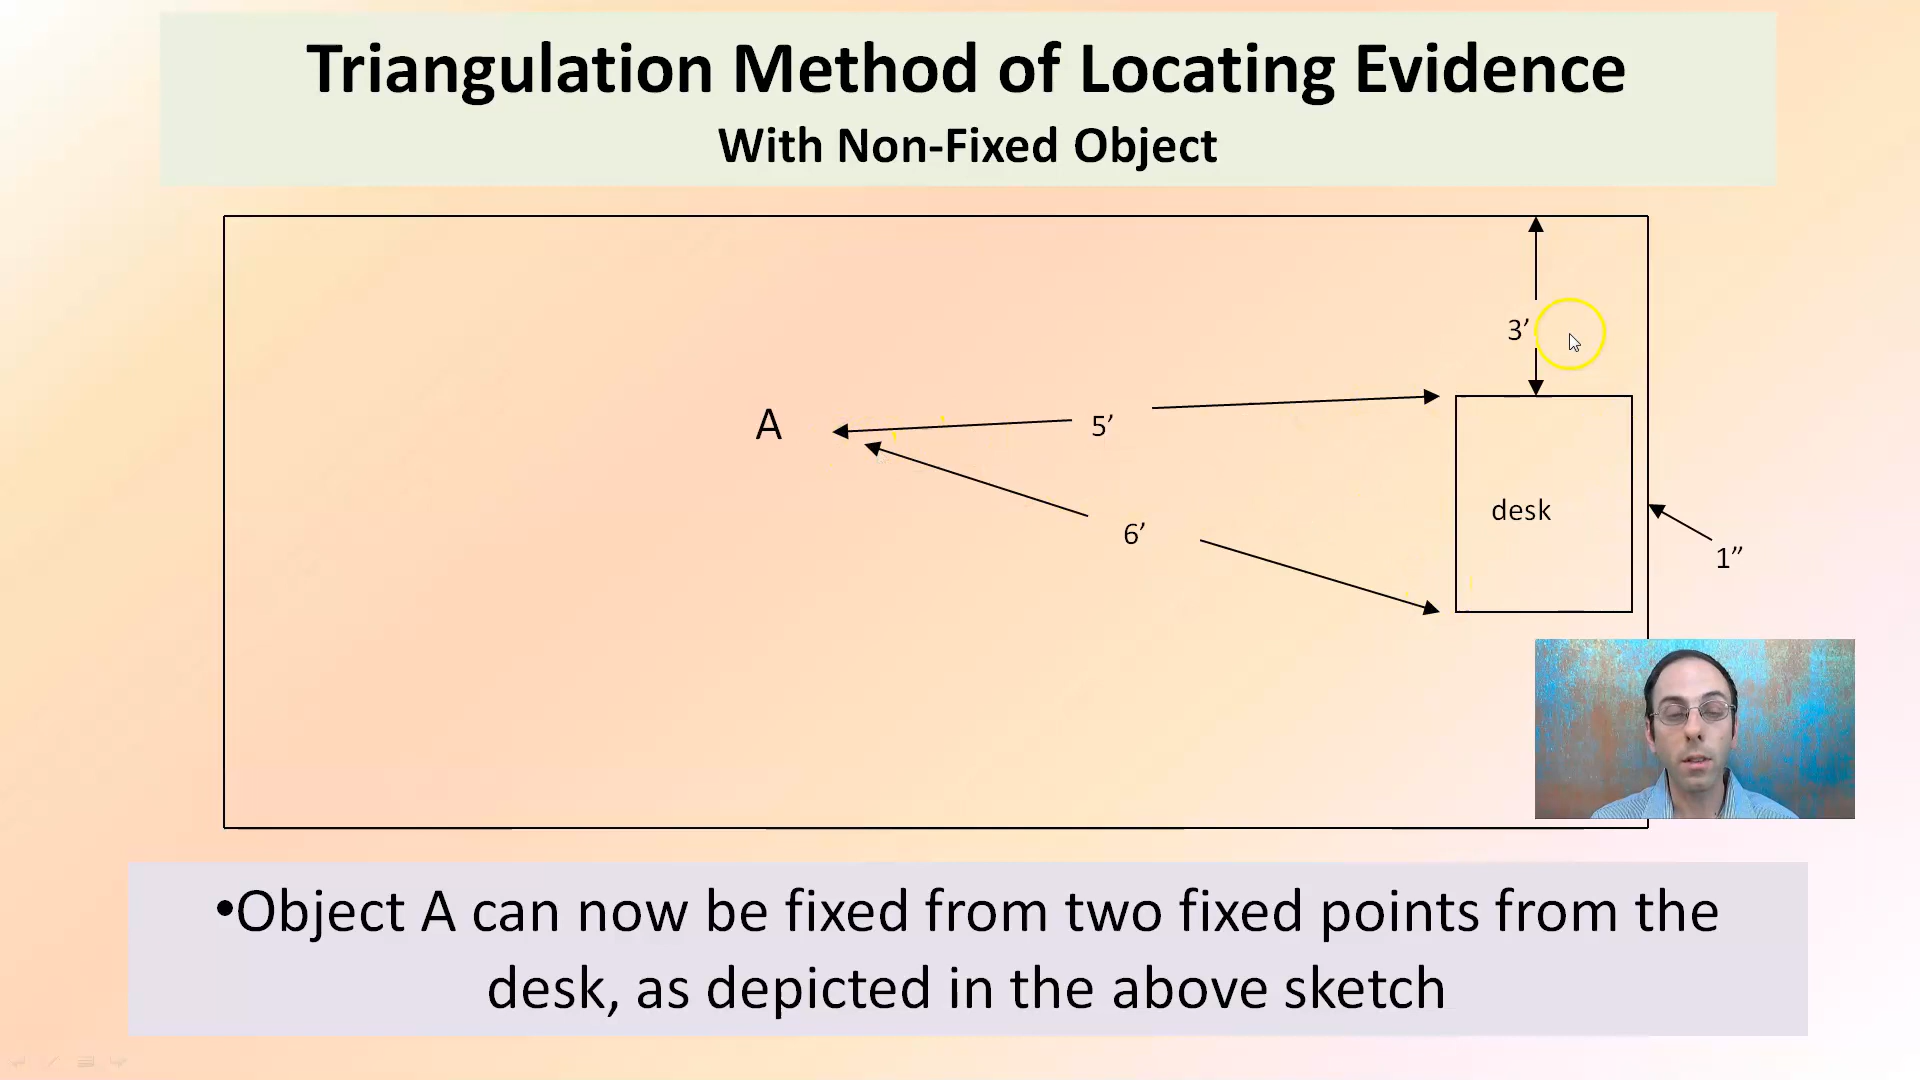 Triangulation Method of Locating Evidence
With Non-Fixed Object
3’
A
5’
desk
6’
1”
•Object A can now be fixed from two fixed points from the
desk, as depicted in the above sketch